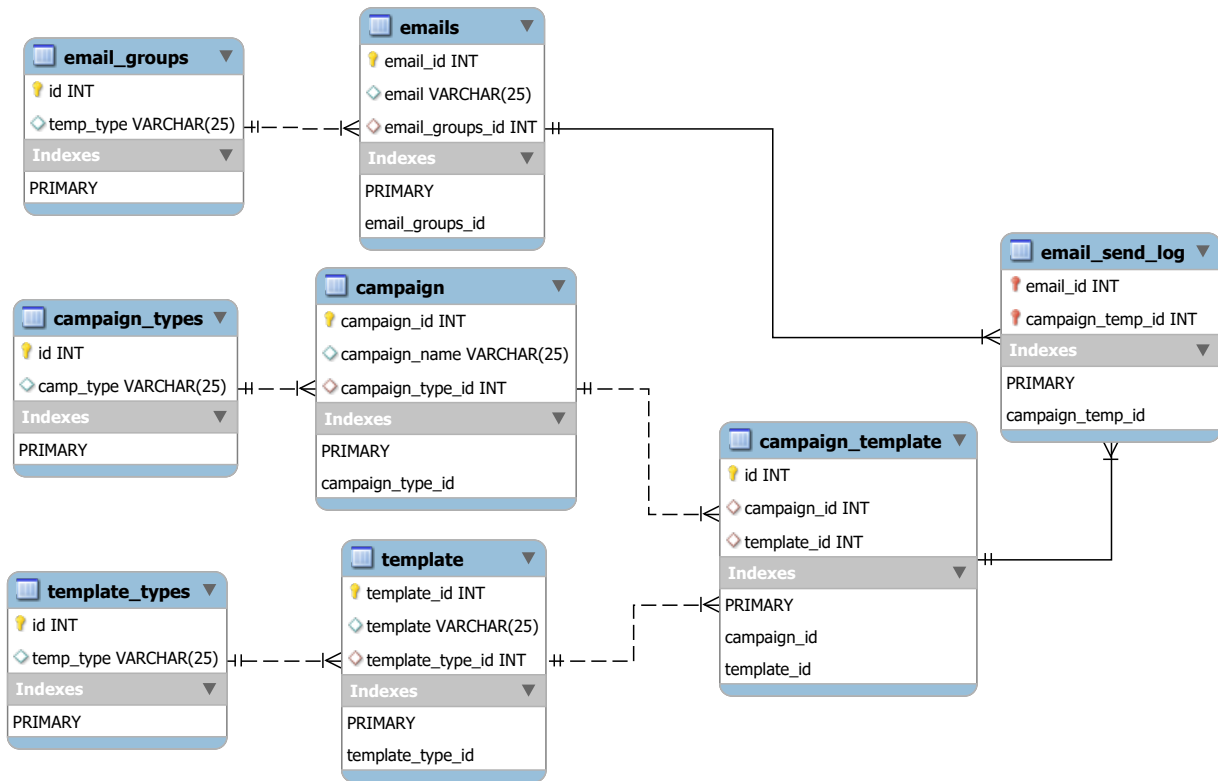 email_groups
id INT
temp_type VARCHAR(25)
Indexes
PRIMARY
emails
email_id INT
email VARCHAR(25)
email_groups_id INT
Indexes
PRIMARY
email_groups_id
campaign_types
id INT
camp_type VARCHAR(25)
Indexes
PRIMARY
campaign
campaign_id INT
campaign_name VARCHAR(25)
campaign_type_id INT
Indexes
PRIMARY
campaign_type_id
email_send_log
email_id INT
campaign_temp_id INT
Indexes
PRIMARY
campaign_temp_id
campaign_template
id INT
campaign_id INT
template_id INT
Indexes
PRIMARY
campaign_id
template_id
template_types
id INT
temp_type VARCHAR(25)
Indexes
PRIMARY
template
template_id INT
template VARCHAR(25)
template_type_id INT
Indexes
PRIMARY
template_type_id